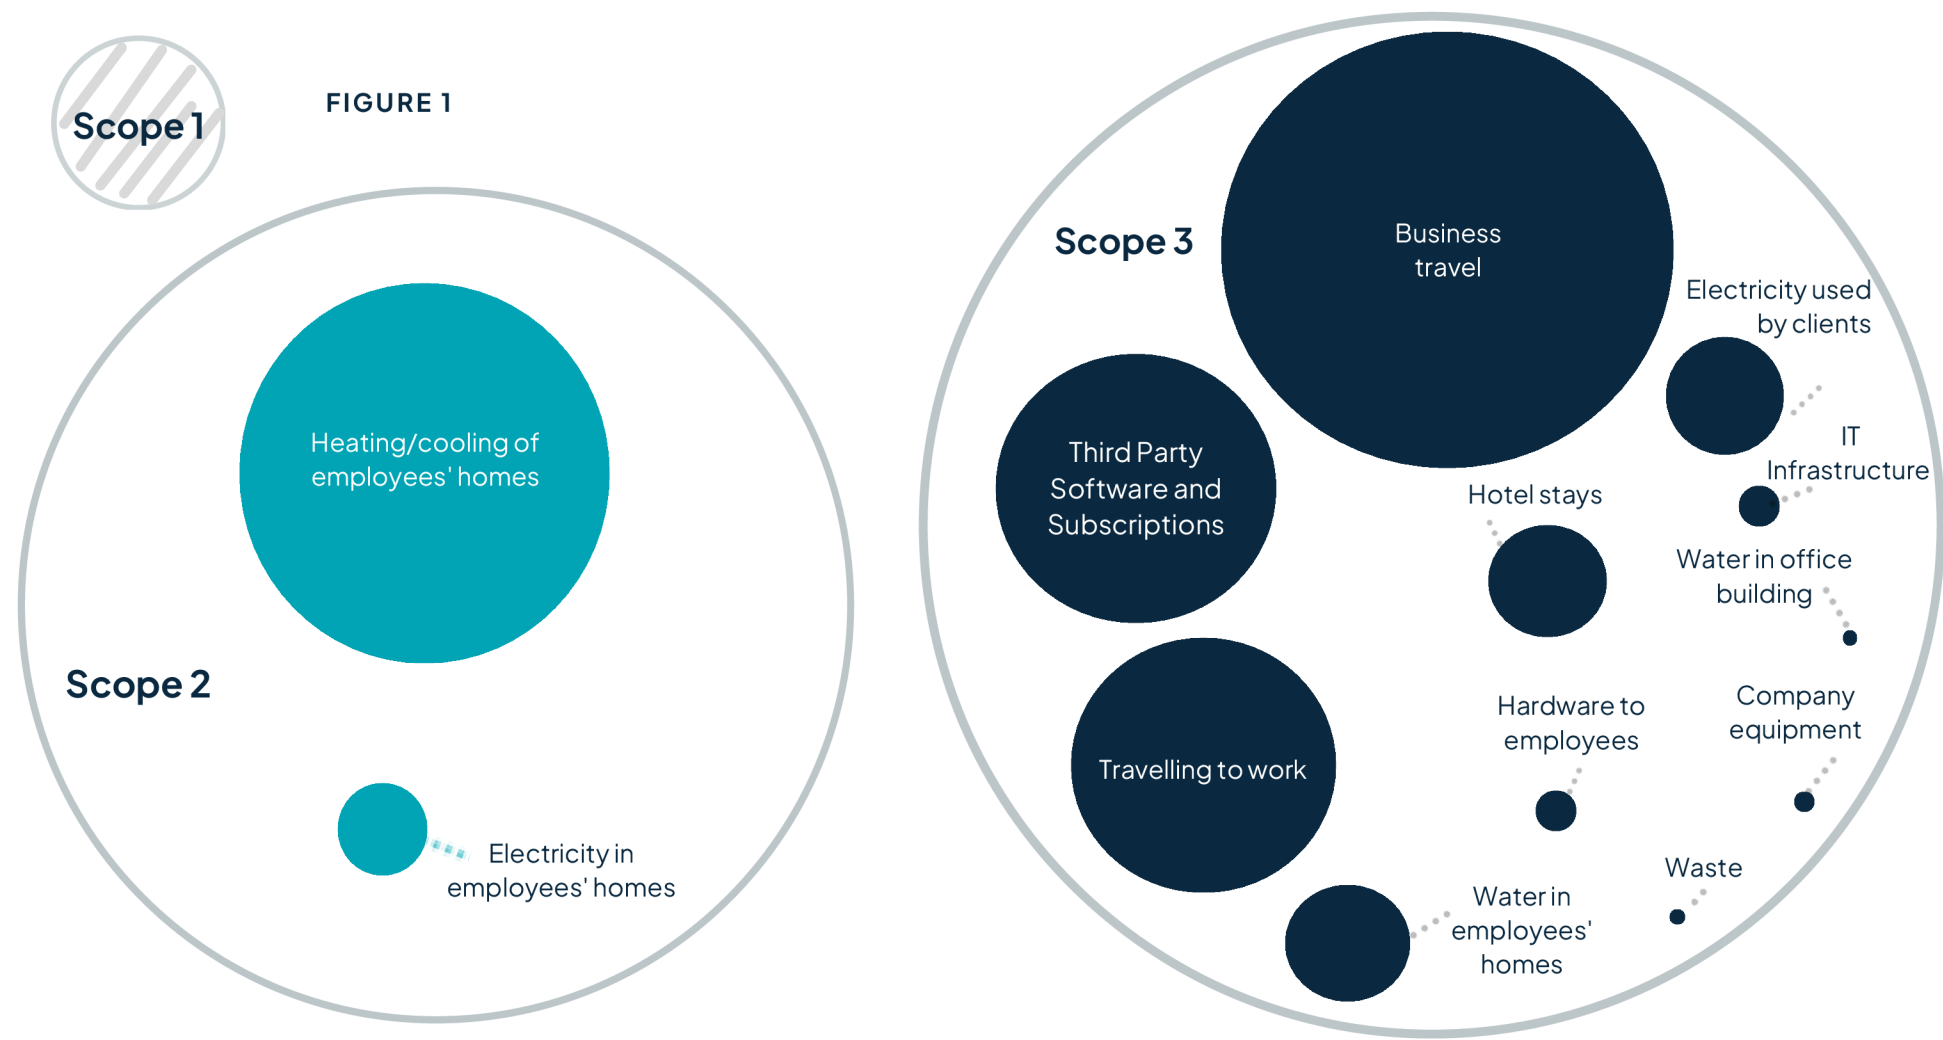 Scope 1
FIGURE 1
Heating/cooling of
employees' homes
Scope 2
Electricity in
employees' homes
Scope 3
Business
travel
Electricity used
by clients
Third Party
Software and
Subscriptions
IT
Infrastructure
Hotel stays
Water in office
building
Travelling to work
Hardware to
employees
Company
equipment
Waste
Water in
employees'
homes